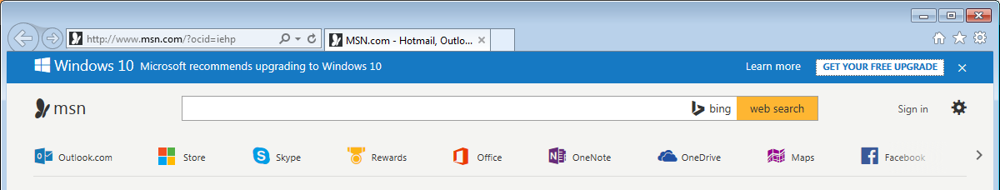 http://www.msn.com/?ocid=iehp
MSN.com - Hotmail, Outlo...
Windows 10 Microsoft recommends upgrading to Windows 10 Learn more GET YOUR FREE UPGRADE
msn bing web search Sign in
Outlook.com Store Skype Rewards Office OneNote OneDrive Maps Facebook